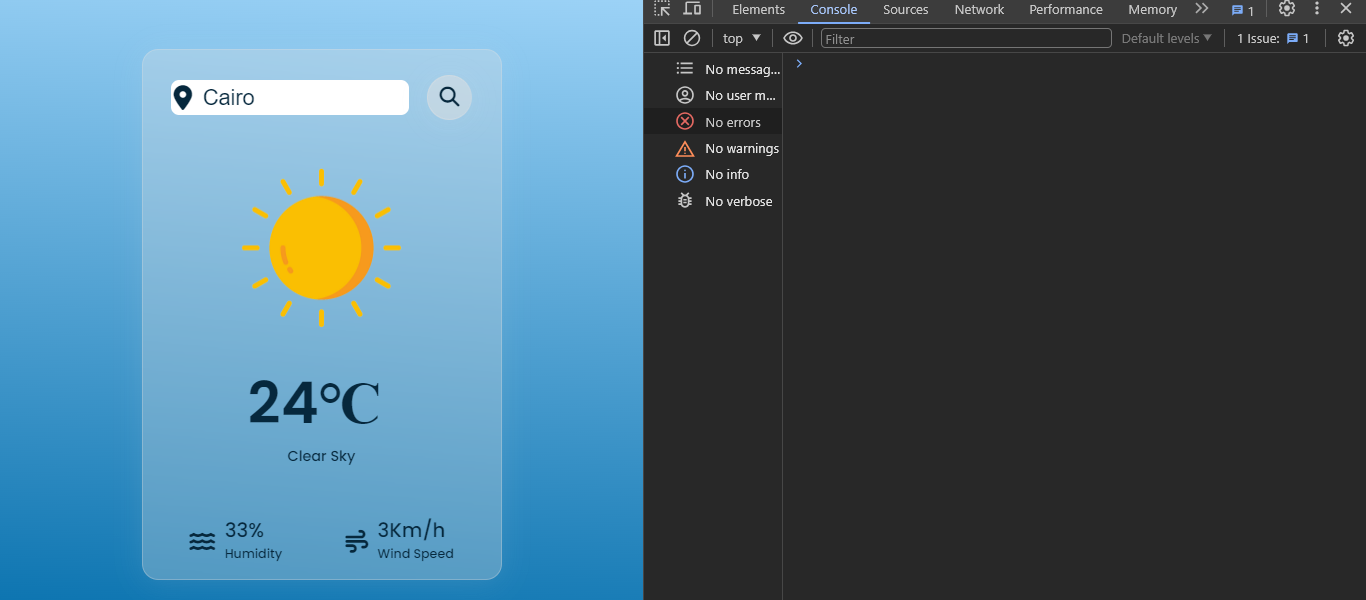 Cairo
24℃
Clear Sky
33%
Humidity
3Km/h
Wind Speed
Elements Console Sources Network Performance Memory 1
top Filter Default levels 1 Issue: 1
No messag...
No user m...
No errors
No warnings
No info
No verbose